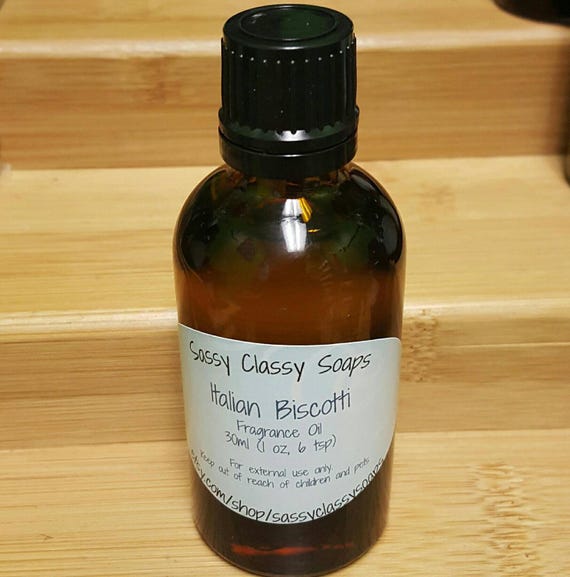 Sassy Classy Soaps
Italian Biscotti
Fragrance Oil
30ml (1 oz, 6 tsp)
For external use only.
Keep out of reach of children and pets
etsy.com/shop/sassyclassysoaps